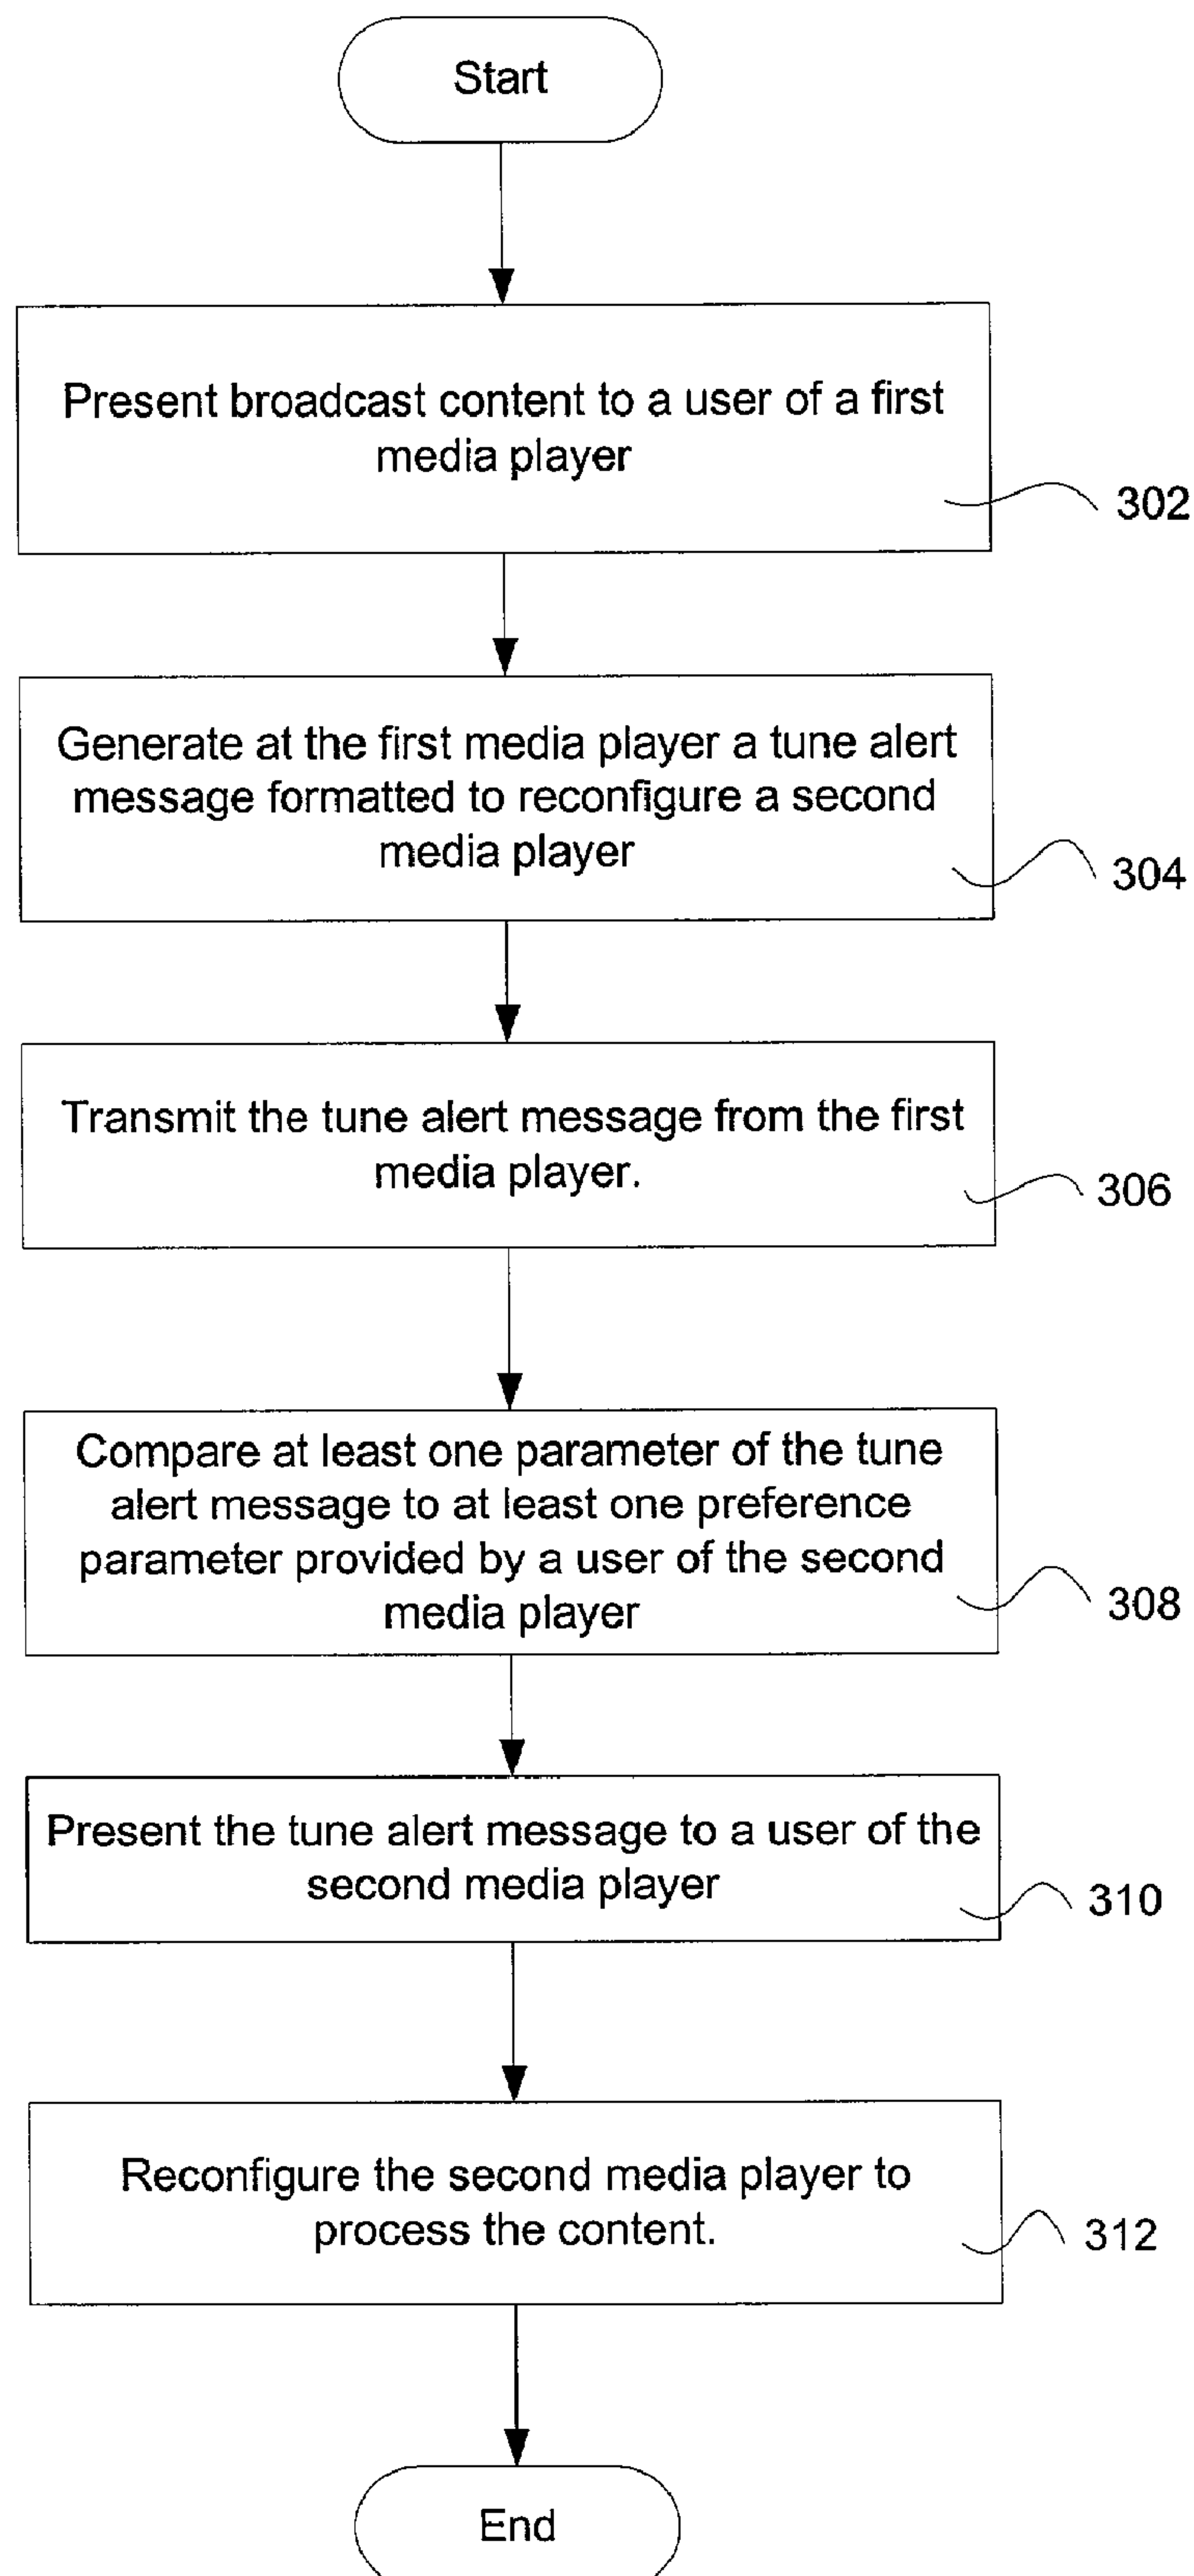 Start
Present broadcast content to a user of a first
media player
302
Generate at the first media player a tune alert
message formatted to reconfigure a second
media player
304
Transmit the tune alert message from the first
media player.
306
Compare at least one parameter of the tune
alert message to at least one preference
parameter provided by a user of the second
media player
308
Present the tune alert message to a user of the
second media player
310
Reconfigure the second media player to
process the content.
312
End